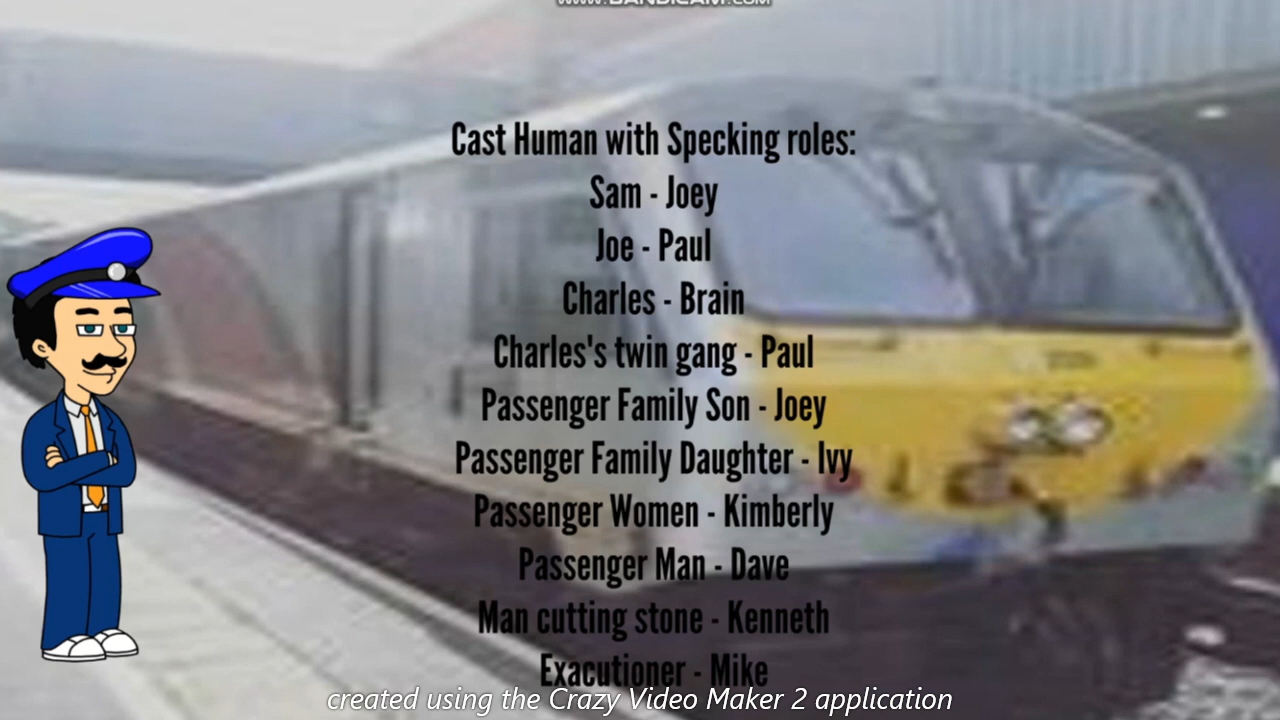 www.BANDICAM.com
Cast Human with Specking roles:
Sam - Joey
Joe - Paul
Charles - Brain
Charles's twin gang - Paul
Passenger Family Son - Joey
Passenger Family Daughter - Ivy
Passenger Women - Kimberly
Passenger Man - Dave
Man cutting stone - Kenneth
Exacutioner - Mike
created using the Crazy Video Maker 2 application